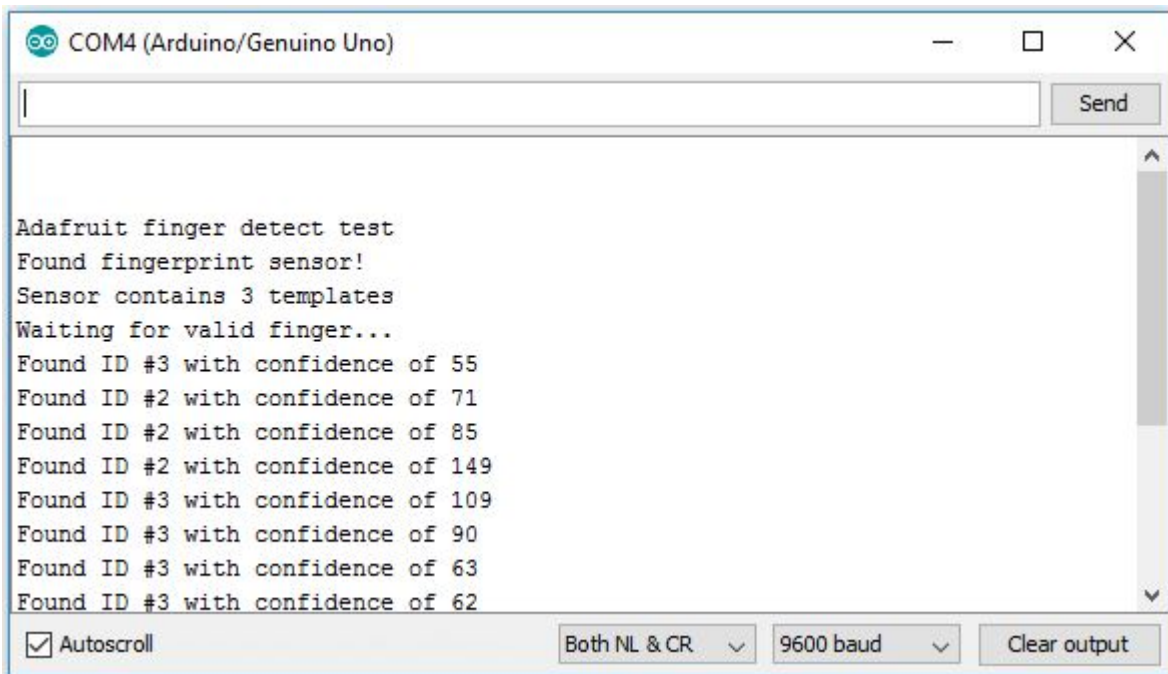 COM4 (Arduino/Genuino Uno)
Send
Adafruit finger detect test
Found fingerprint sensor!
Sensor contains 3 templates
Waiting for valid finger...
Found ID #3 with confidence of 55
Found ID #2 with confidence of 71
Found ID #2 with confidence of 85
Found ID #2 with confidence of 149
Found ID #3 with confidence of 109
Found ID #3 with confidence of 90
Found ID #3 with confidence of 63
Found ID #3 with confidence of 62
Autoscroll Both NL & CR 9600 baud Clear output